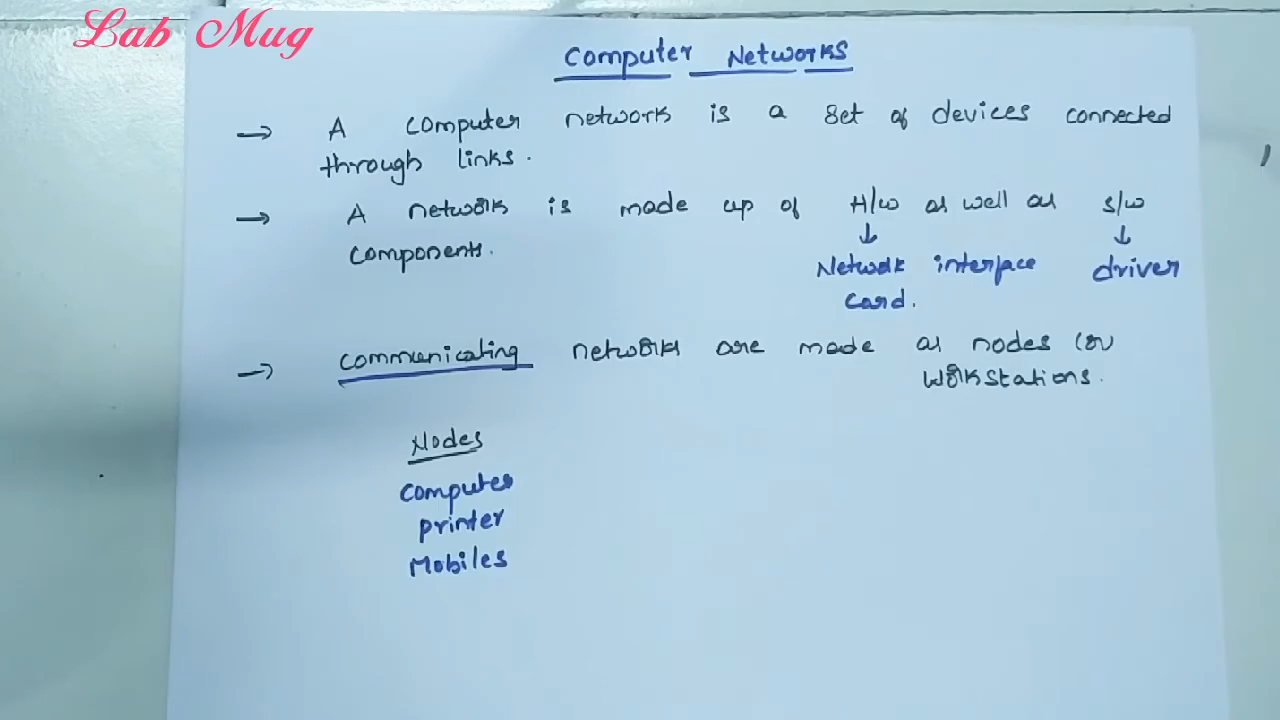 Lab Mug
Computer Networks
→ A computer network is a set of devices connected
through links.
→ A network is made up of H/w as well as s/w
components.
↓ ↓
Network interface driver
card.
→ communicating networks are made as nodes (or
workstations.
Nodes
computer
printer
Mobiles